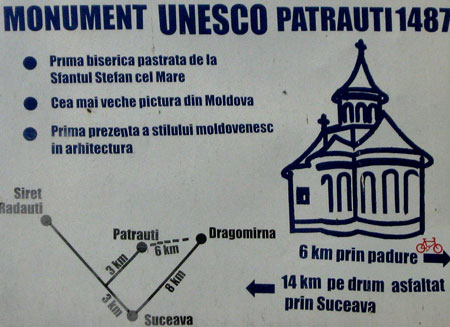 MONUMENT UNESCO PATRAUTI 1487
Prima biserica pastrata de la
Sfantul Stefan cel Mare
Cea mai veche pictura din Moldova
Prima prezenta a stilului moldovenesc
in arhitectura
Siret
Radauti
Patrauti
Dragomirna
6 km
3 km
3 km
8 km
Suceava
6 km prin padure
14 km pe drum asfaltat
prin Suceava